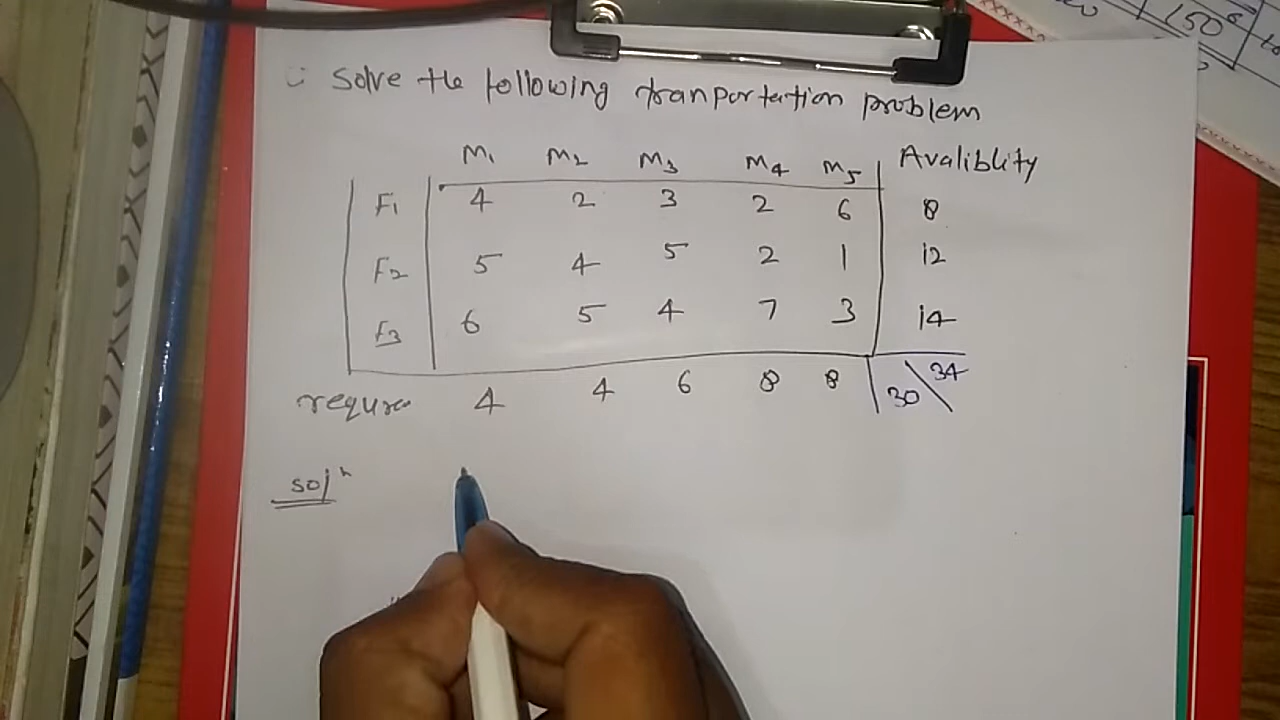 Solve the following tranportation problem
M1 M2 M3 M4 M5 Avaliblity
F1 4 2 3 2 6 8
F2 5 4 5 2 1 12
F3 6 5 4 7 3 14
requre 4 4 6 8 8 30 \ 34
soln
150